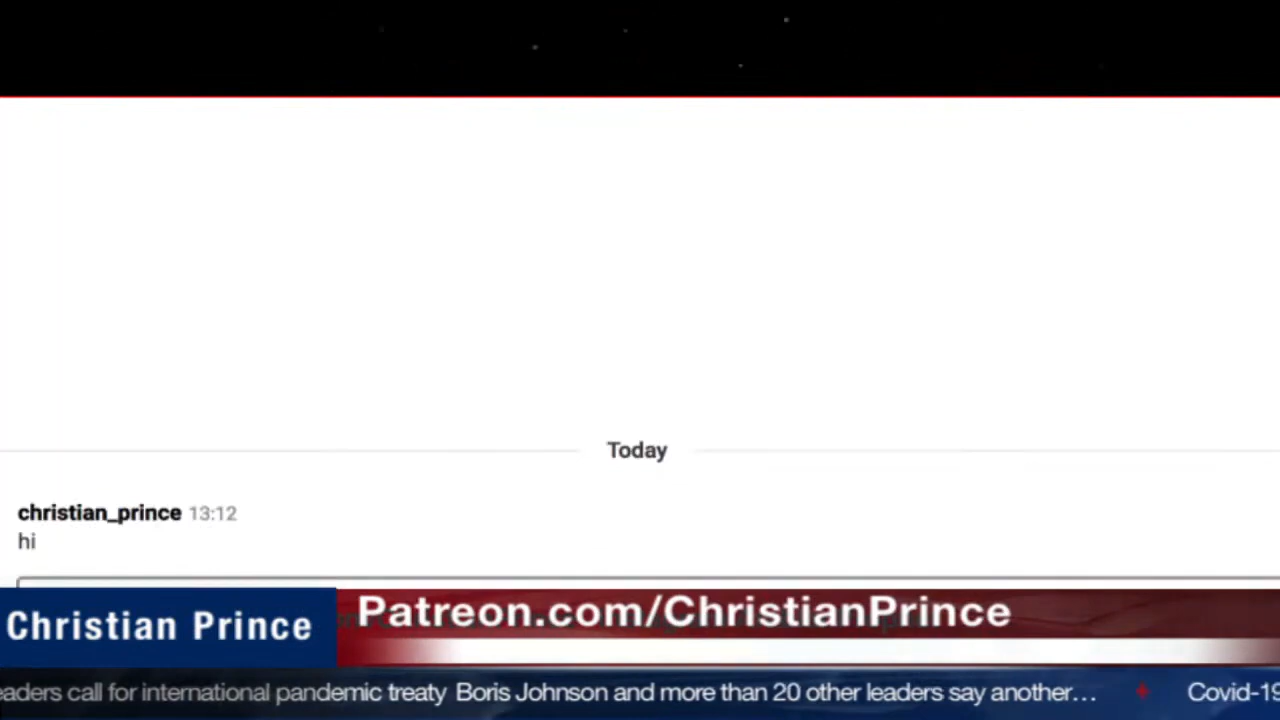 Today
christian_prince 13:12
hi
Patreon.com/ChristianPrince
Christian Prince
eaders call for international pandemic treaty Boris Johnson and more than 20 other leaders say another… Covid-19